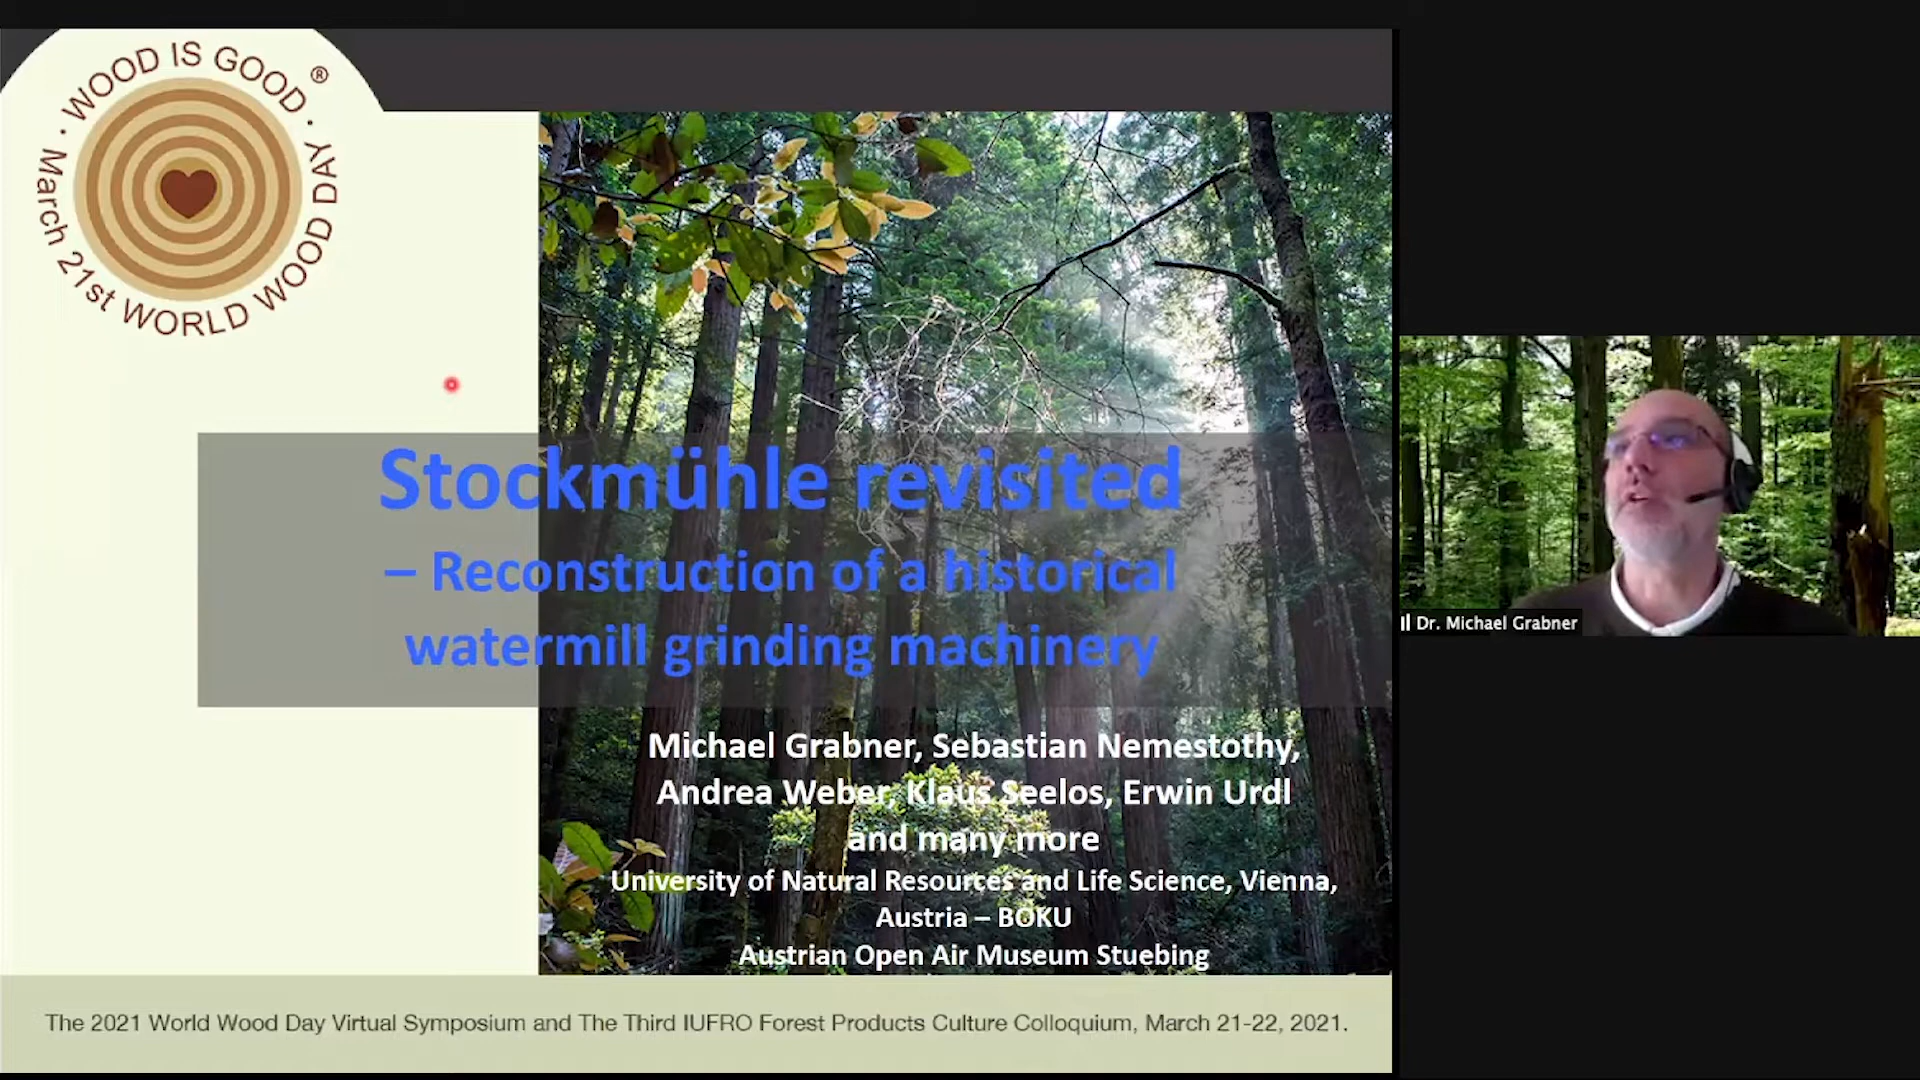 · WOOD IS GOOD ·
®
March 21st WORLD WOOD DAY
Stockmühle revisited
– Reconstruction of a historical
watermill grinding machinery
Michael Grabner, Sebastian Nemestothy,
Andrea Weber, Klaus Seelos, Erwin Urdl
and many more
University of Natural Resources and Life Science, Vienna,
Austria – BOKU
Austrian Open Air Museum Stuebing
Dr. Michael Grabner
The 2021 World Wood Day Virtual Symposium and The Third IUFRO Forest Products Culture Colloquium, March 21-22, 2021.